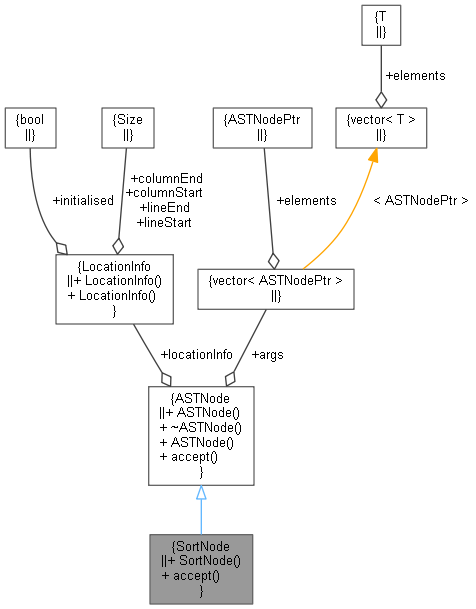 {T
||}
+elements
{bool
||}
{Size
||}
{ASTNodePtr
||}
{vector< T >
||}
+initialised
+columnEnd
+columnStart
+lineEnd
+lineStart
+elements
< ASTNodePtr >
{LocationInfo
||+ LocationInfo()
+ LocationInfo()
}
{vector< ASTNodePtr >
||}
+locationInfo
+args
{ASTNode
||+ ASTNode()
+ ~ASTNode()
+ ASTNode()
+ accept()
}
{SortNode
||+ SortNode()
+ accept()
}